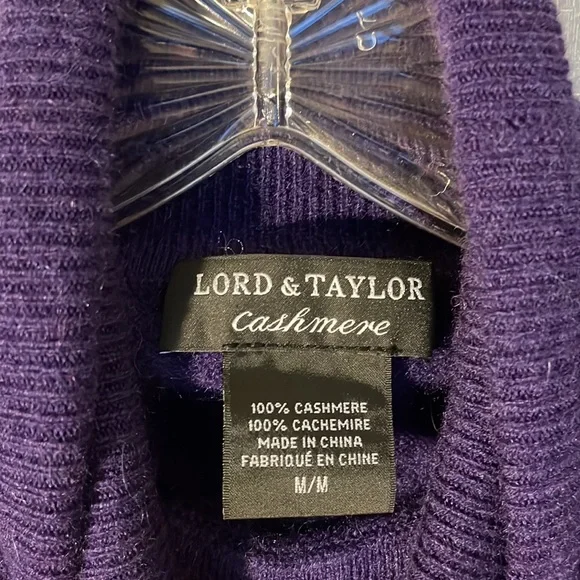 LORD & TAYLOR
cashmere
100% CASHMERE
100% CACHEMIRE
MADE IN CHINA
FABRIQUÉ EN CHINE
M/M